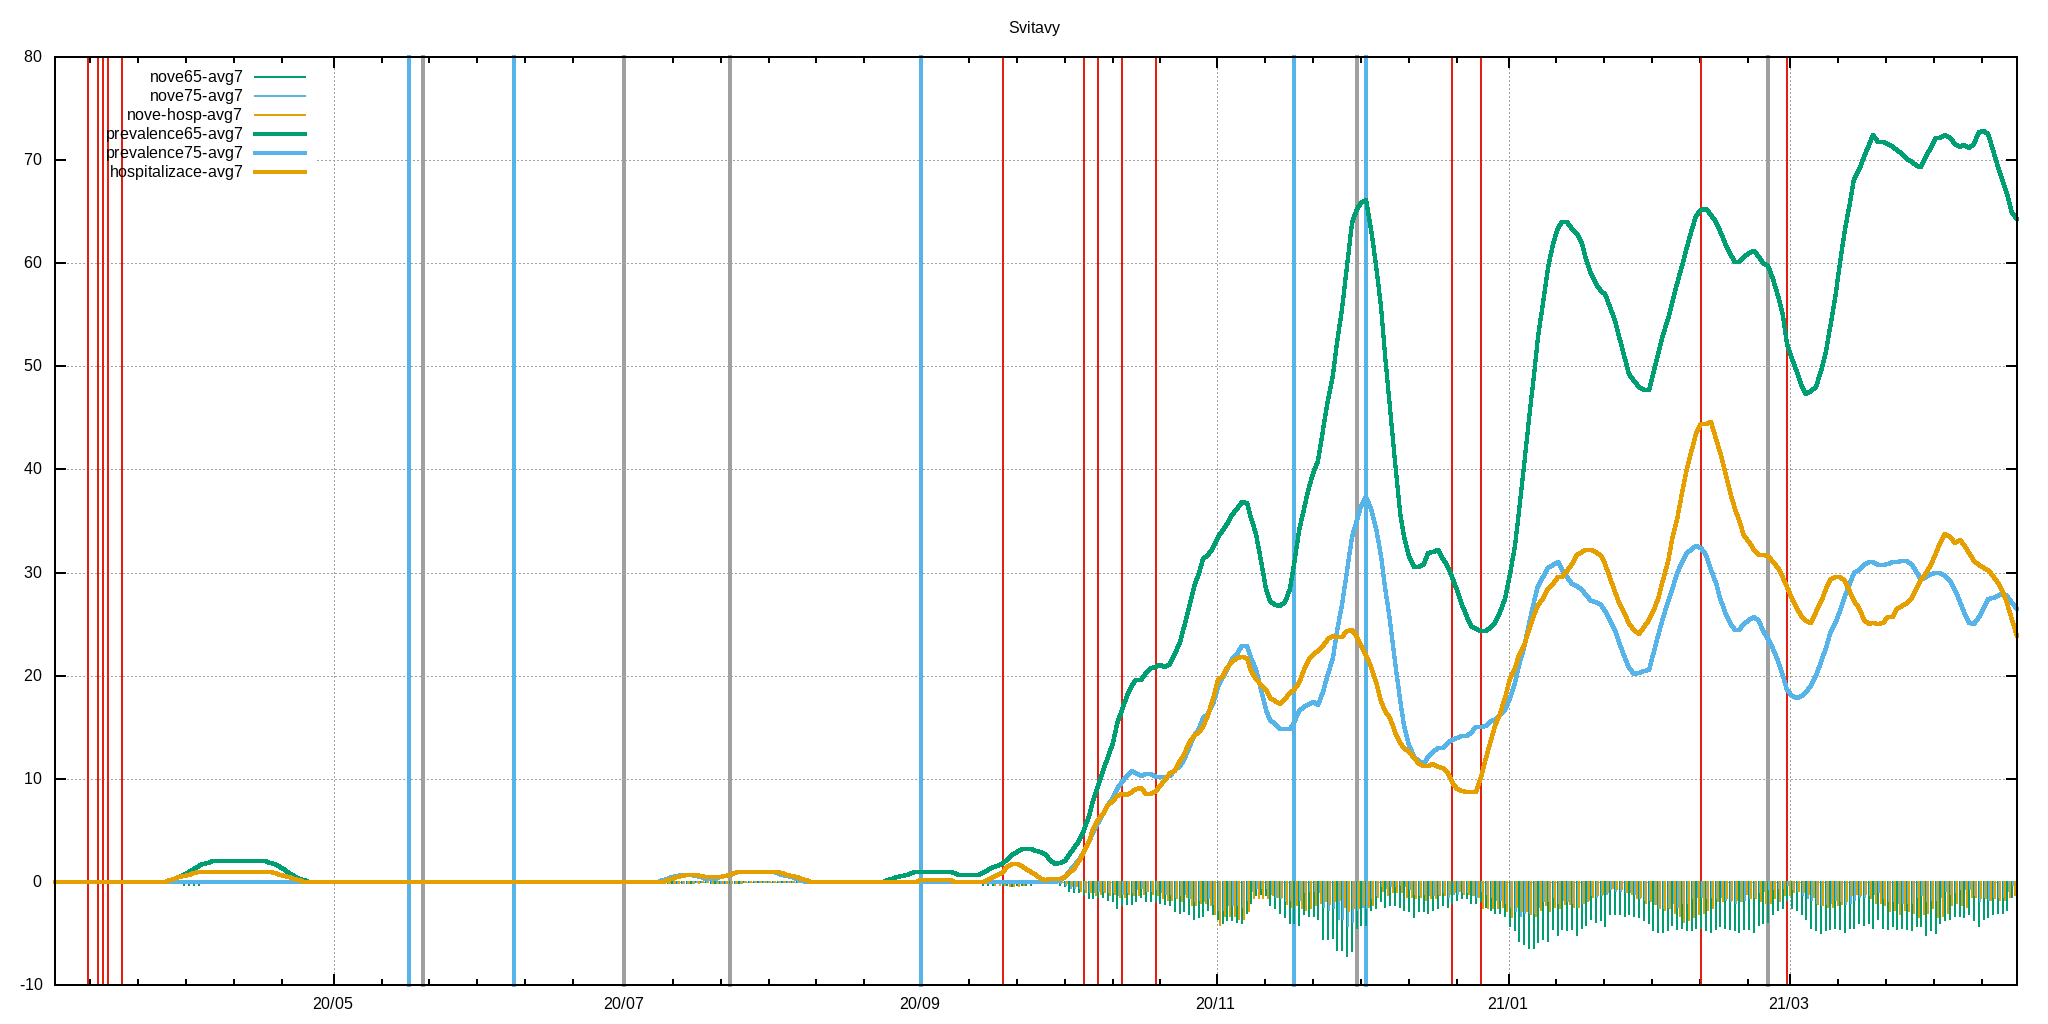 Svitavy
80
70
60
50
40
30
20
10
0
-10
nove65-avg7
nove75-avg7
nove-hosp-avg7
prevalence65-avg7
prevalence75-avg7
hospitalizace-avg7
20/05 20/07 20/09 20/11 21/01 21/03